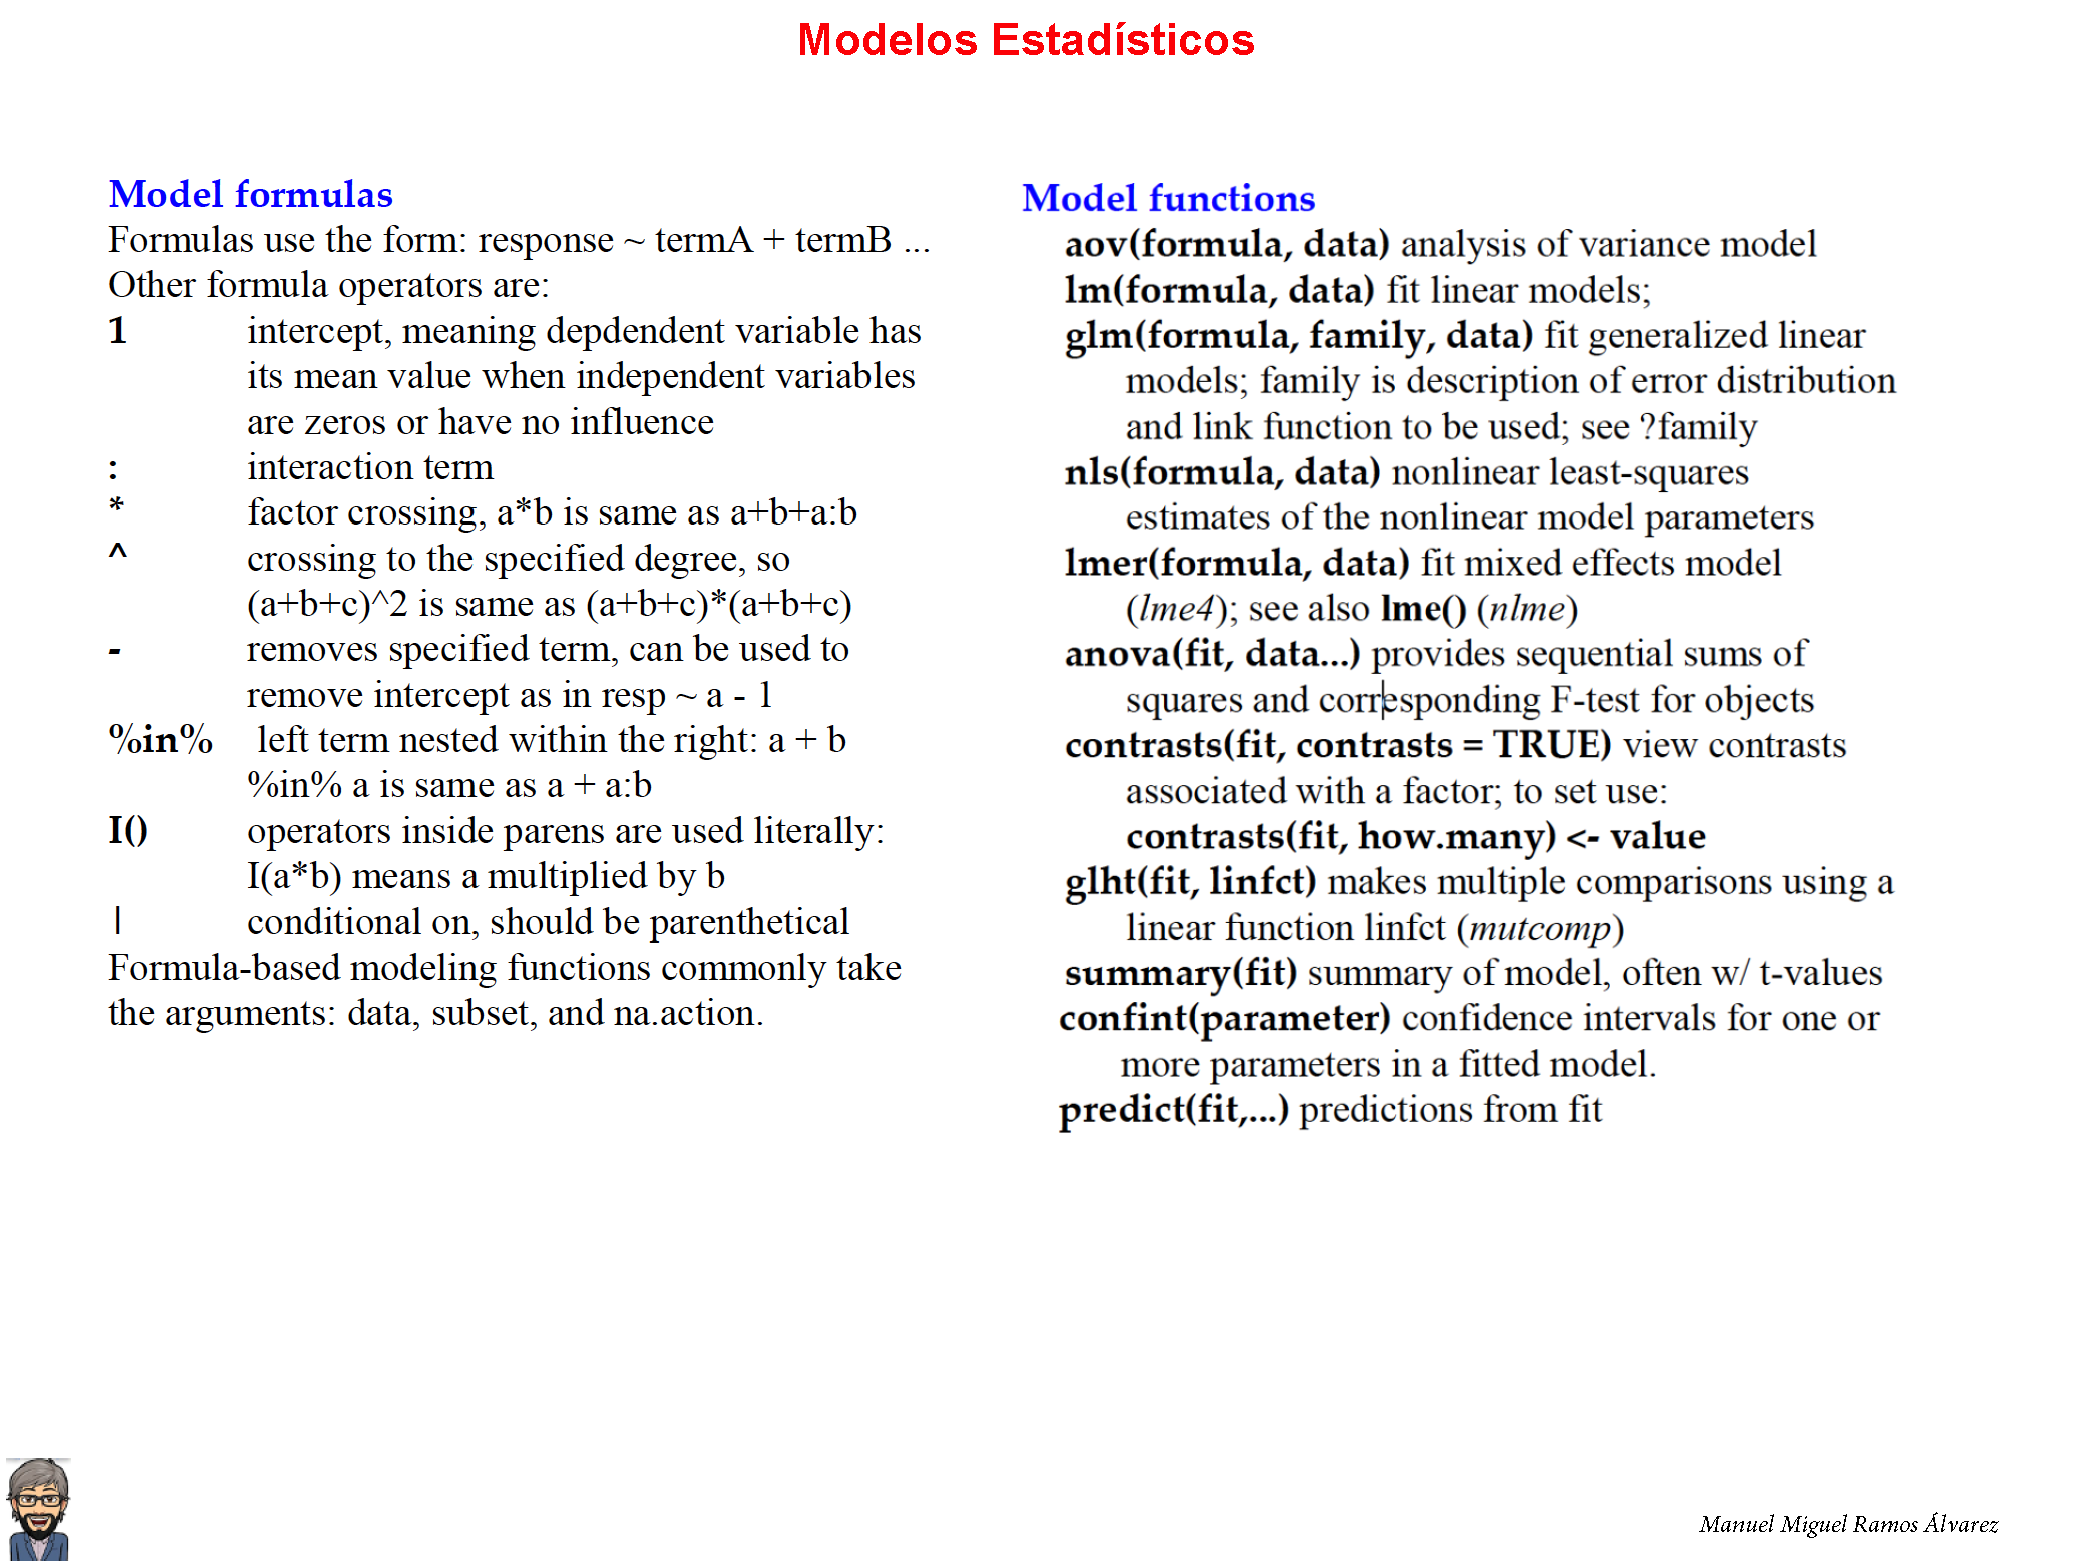 Modelos Estadísticos
Model formulas
Formulas use the form: response ~ termA + termB ...
Other formula operators are:
1 intercept, meaning depdendent variable has
its mean value when independent variables
are zeros or have no influence
: interaction term
* factor crossing, a*b is same as a+b+a:b
^ crossing to the specified degree, so
(a+b+c)^2 is same as (a+b+c)*(a+b+c)
- removes specified term, can be used to
remove intercept as in resp ~ a - 1
%in% left term nested within the right: a + b
%in% a is same as a + a:b
I() operators inside parens are used literally:
I(a*b) means a multiplied by b
| conditional on, should be parenthetical
Formula-based modeling functions commonly take
the arguments: data, subset, and na.action.
Model functions
aov(formula, data) analysis of variance model
lm(formula, data) fit linear models;
glm(formula, family, data) fit generalized linear
models; family is description of error distribution
and link function to be used; see ?family
nls(formula, data) nonlinear least-squares
estimates of the nonlinear model parameters
lmer(formula, data) fit mixed effects model
(lme4); see also lme() (nlme)
anova(fit, data...) provides sequential sums of
squares and corresponding F-test for objects
contrasts(fit, contrasts = TRUE) view contrasts
associated with a factor; to set use:
contrasts(fit, how.many) <- value
glht(fit, linfct) makes multiple comparisons using a
linear function linfct (mutcomp)
summary(fit) summary of model, often w/ t-values
confint(parameter) confidence intervals for one or
more parameters in a fitted model.
predict(fit,...) predictions from fit
Manuel Miguel Ramos Álvarez